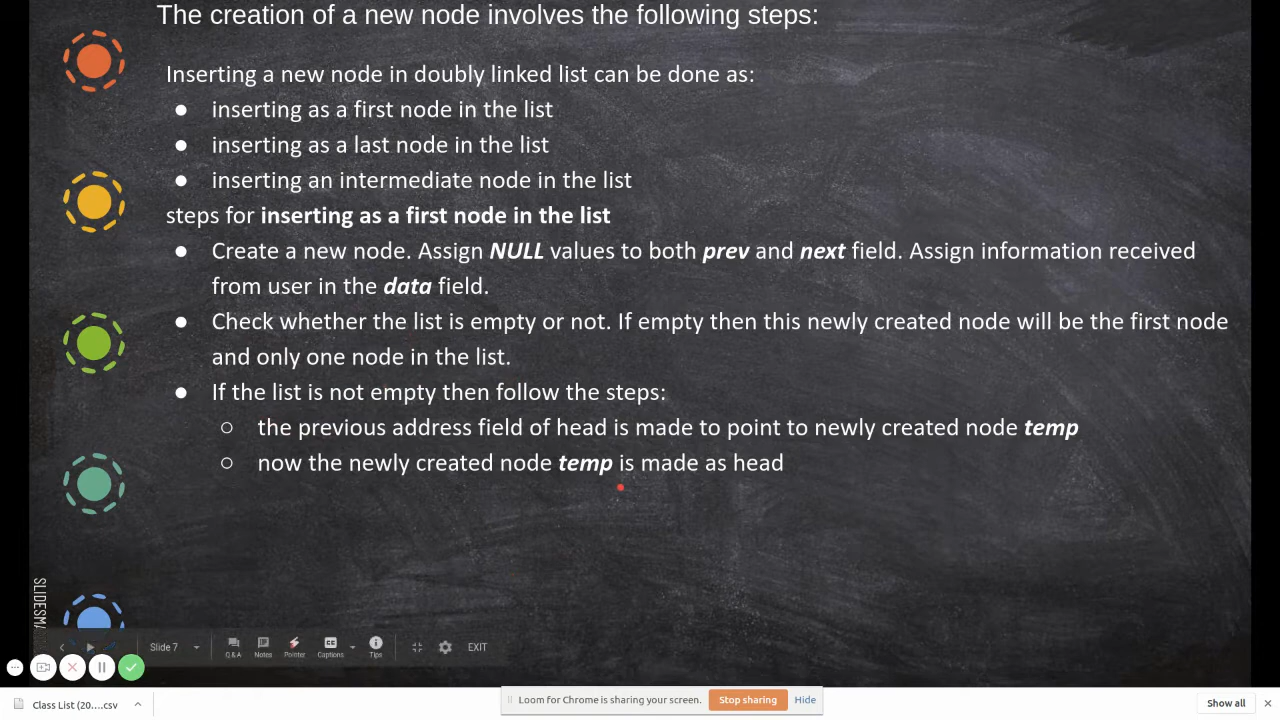 The creation of a new node involves the following steps:
Inserting a new node in doubly linked list can be done as:
● inserting as a first node in the list
● inserting as a last node in the list
● inserting an intermediate node in the list
steps for inserting as a first node in the list
● Create a new node. Assign NULL values to both prev and next field. Assign information received
from user in the data field.
● Check whether the list is empty or not. If empty then this newly created node will be the first node
and only one node in the list.
● If the list is not empty then follow the steps:
○ the previous address field of head is made to point to newly created node temp
○ now the newly created node temp is made as head
Slide 7
Q & A
Notes
Pointer
Captions
Tips
EXIT
Class List (20....csv
Loom for Chrome is sharing your screen.
Stop sharing
Hide
Show all